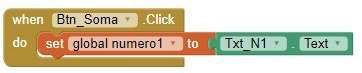 when Btn_Soma .Click
do set global numero1 to Txt_N1 . Text